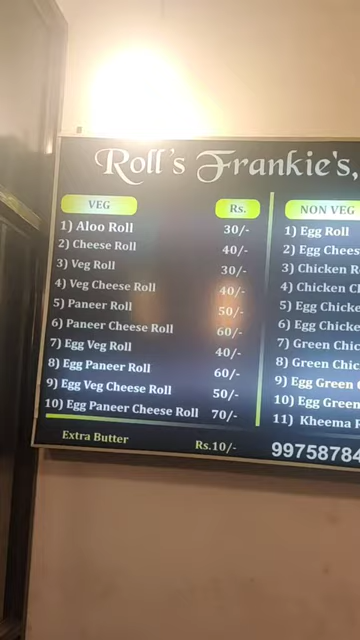 Roll's Frankie's,
VEG Rs.
1) Aloo Roll 30/-
2) Cheese Roll 40/-
3) Veg Roll 30/-
4) Veg Cheese Roll 40/-
5) Paneer Roll 50/-
6) Paneer Cheese Roll 60/-
7) Egg Veg Roll 40/-
8) Egg Paneer Roll 60/-
9) Egg Veg Cheese Roll 50/-
10) Egg Paneer Cheese Roll 70/-
Extra Butter Rs.10/-
NON VEG
1) Egg Roll
2) Egg Chees
3) Chicken R
4) Chicken C
5) Egg Chicke
6) Egg Chicke
7) Green Chic
8) Green Chic
9) Egg Green
10) Egg Green
11) Kheema R
99758784